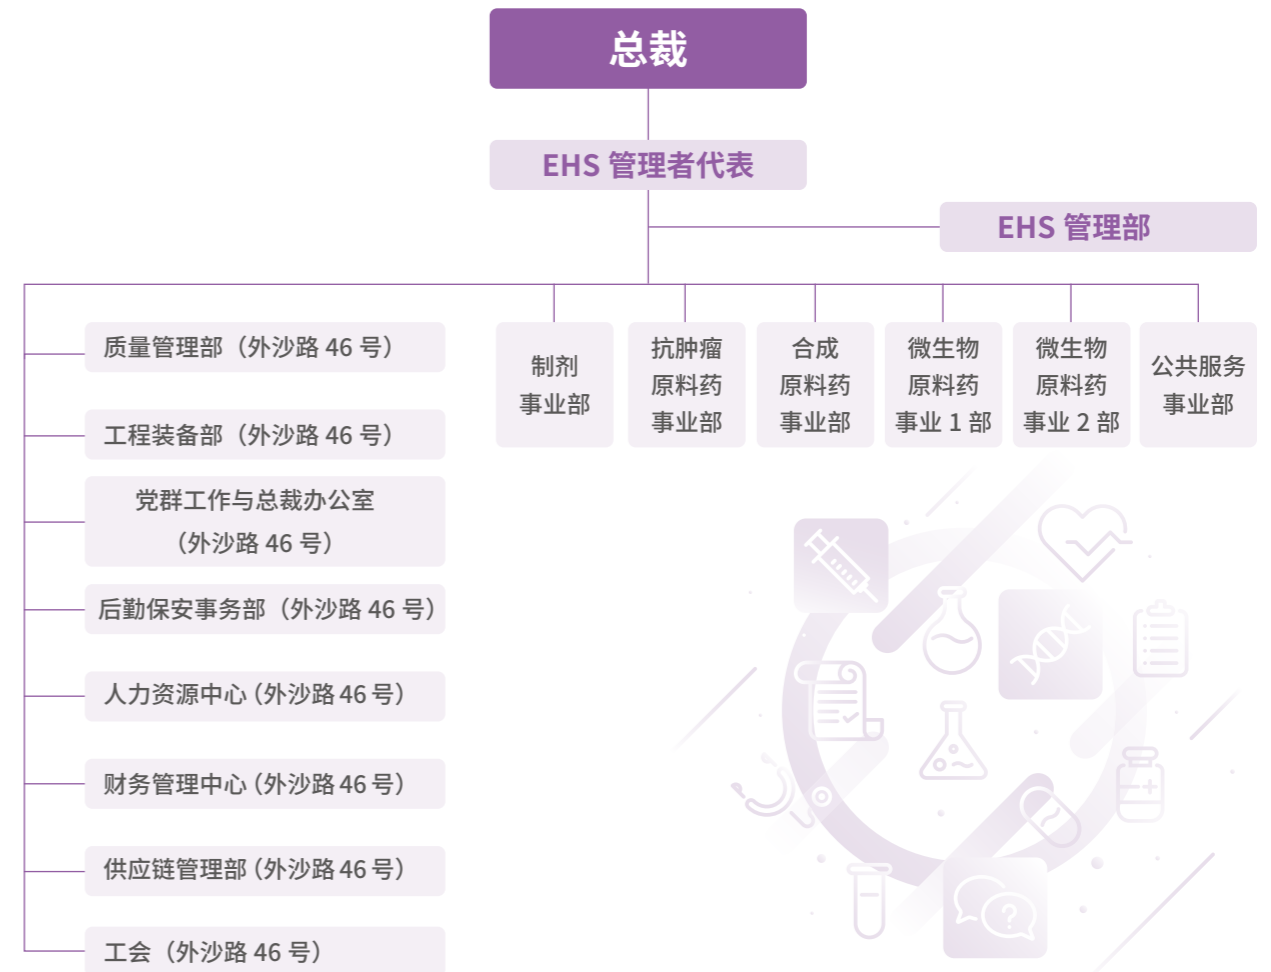 总裁
EHS 管理者代表
EHS 管理部
质量管理部（外沙路 46 号）
工程装备部（外沙路 46 号）
党群工作与总裁办公室
（外沙路 46 号）
后勤保安事务部（外沙路 46 号）
人力资源中心（外沙路 46 号）
财务管理中心（外沙路 46 号）
供应链管理部（外沙路 46 号）
工会（外沙路 46 号）
制剂
事业部
抗肿瘤
原料药
事业部
合成
原料药
事业部
微生物
原料药
事业 1 部
微生物
原料药
事业 2 部
公共服务
事业部